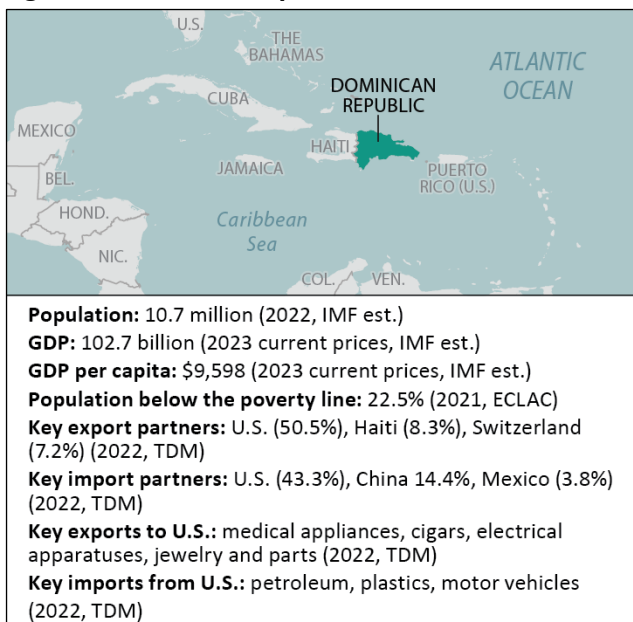 U.S.
THE
BAHAMAS
ATLANTIC
OCEAN
DOMINICAN
REPUBLIC
CUBA
MEXICO
HAITI
JAMAICA
PUERTO
RICO (U.S.)
BEL.
HOND.
Caribbean
Sea
NIC.
COL.
VEN.
Population: 10.7 million (2022, IMF est.)
GDP: 102.7 billion (2023 current prices, IMF est.)
GDP per capita: $9,598 (2023 current prices, IMF est.)
Population below the poverty line: 22.5% (2021, ECLAC)
Key export partners: U.S. (50.5%), Haiti (8.3%), Switzerland
(7.2%) (2022, TDM)
Key import partners: U.S. (43.3%), China 14.4%, Mexico (3.8%)
(2022, TDM)
Key exports to U.S.: medical appliances, cigars, electrical
apparatuses, jewelry and parts (2022, TDM)
Key imports from U.S.: petroleum, plastics, motor vehicles
(2022, TDM)